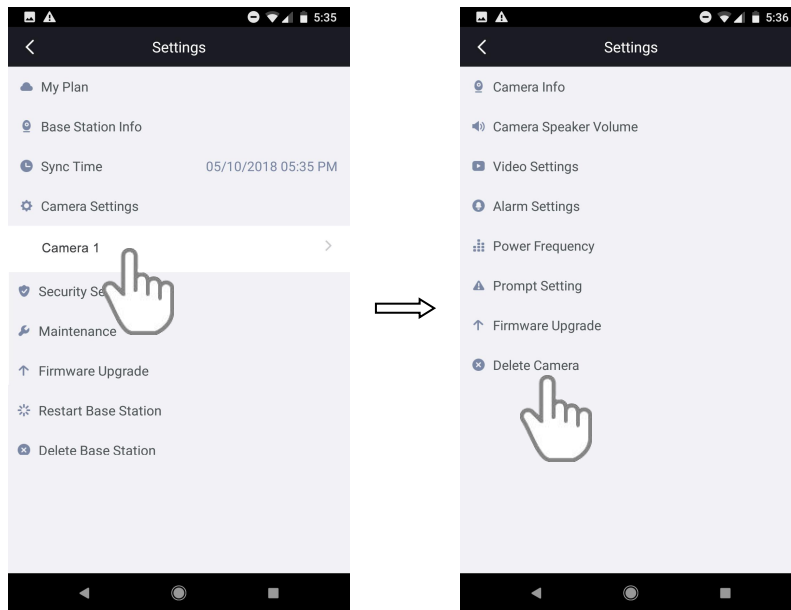 5:35
Settings
My Plan
Base Station Info
Sync Time 05/10/2018 05:35 PM
Camera Settings
Camera 1
Security Se
Maintenance
Firmware Upgrade
Restart Base Station
Delete Base Station
5:36
Settings
Camera Info
Camera Speaker Volume
Video Settings
Alarm Settings
Power Frequency
Prompt Setting
Firmware Upgrade
Delete Camera